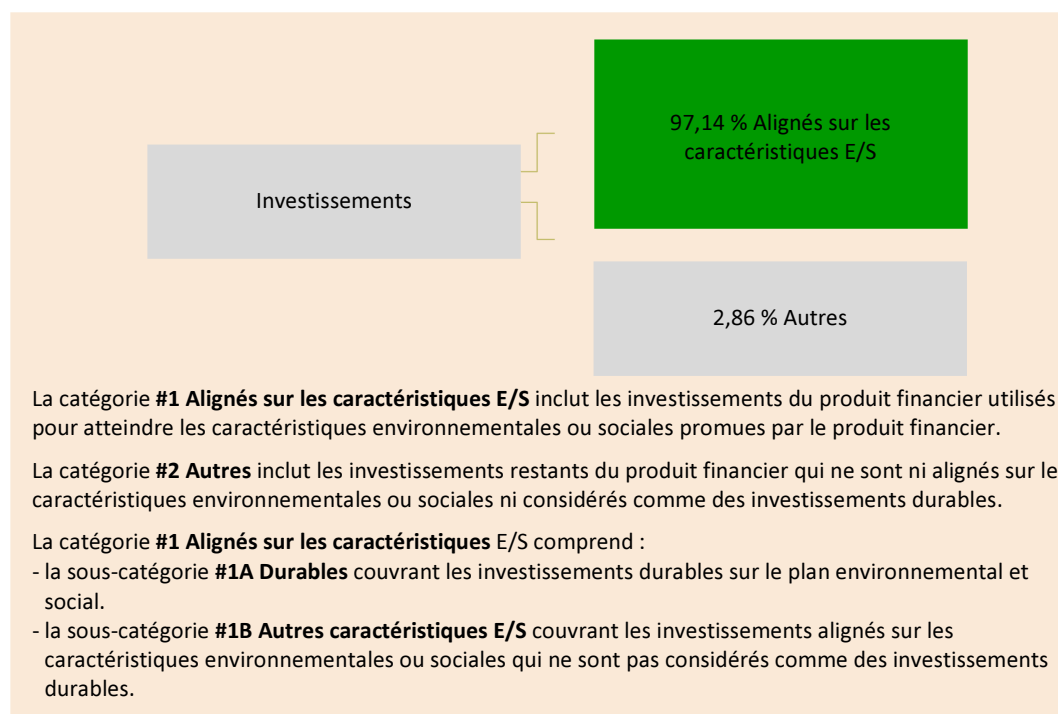 97,14 % Alignés sur les
caractéristiques E/S
Investissements
2,86 % Autres
La catégorie #1 Alignés sur les caractéristiques E/S inclut les investissements du produit financier utilisés
pour atteindre les caractéristiques environnementales ou sociales promues par le produit financier.
La catégorie #2 Autres inclut les investissements restants du produit financier qui ne sont ni alignés sur le
caractéristiques environnementales ou sociales ni considérés comme des investissements durables.
La catégorie #1 Alignés sur les caractéristiques E/S comprend :
- la sous-catégorie #1A Durables couvrant les investissements durables sur le plan environnemental et
social.
- la sous-catégorie #1B Autres caractéristiques E/S couvrant les investissements alignés sur les
caractéristiques environnementales ou sociales qui ne sont pas considérés comme des investissements
durables.